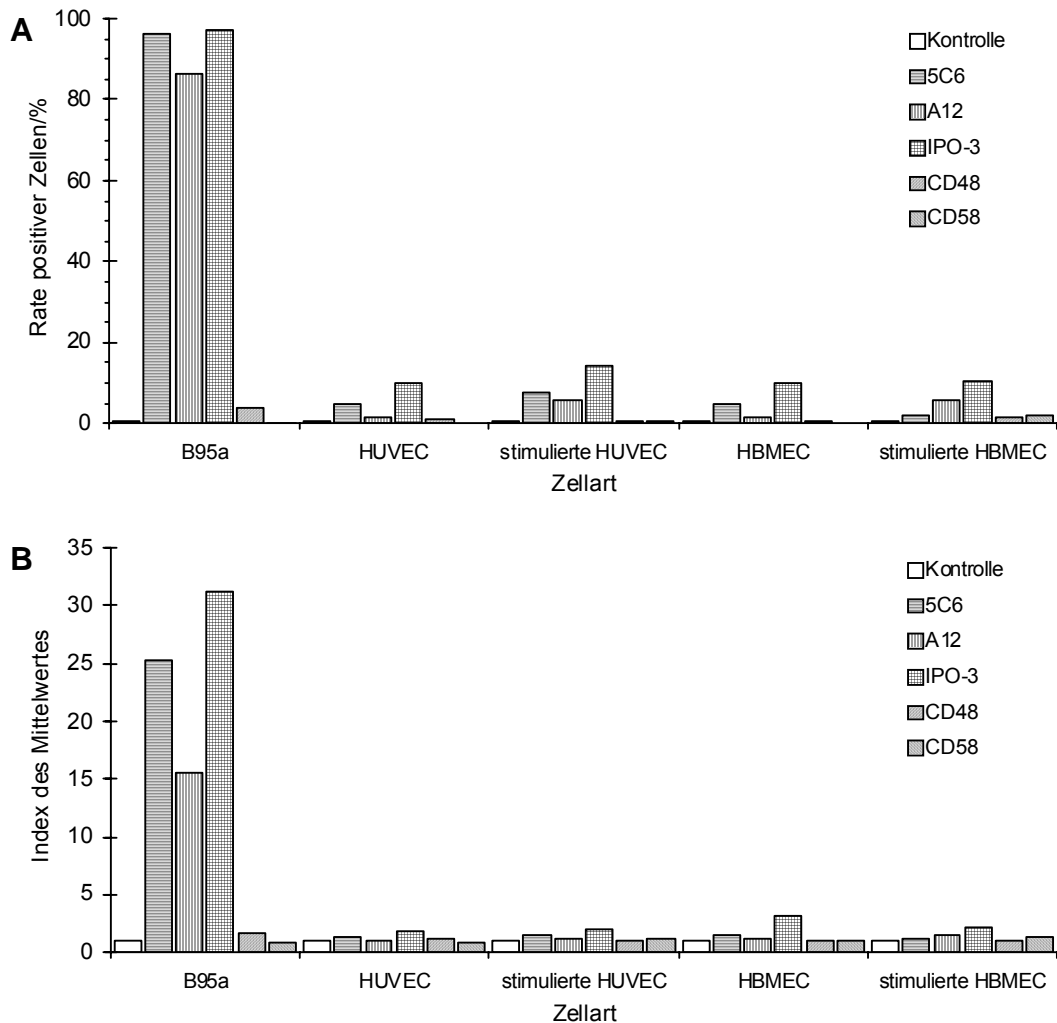 A
Rate positiver Zellen/%
100
80
60
40
20
0
B95a
HUVEC
stimulierte HUVEC
HBMEC
stimulierte HBMEC
Zellart
Kontrolle
5C6
A12
IPO-3
CD48
CD58
B
Index des Mittelwertes
35
30
25
20
15
10
5
0
B95a
HUVEC
stimulierte HUVEC
HBMEC
stimulierte HBMEC
Zellart
Kontrolle
5C6
A12
IPO-3
CD48
CD58